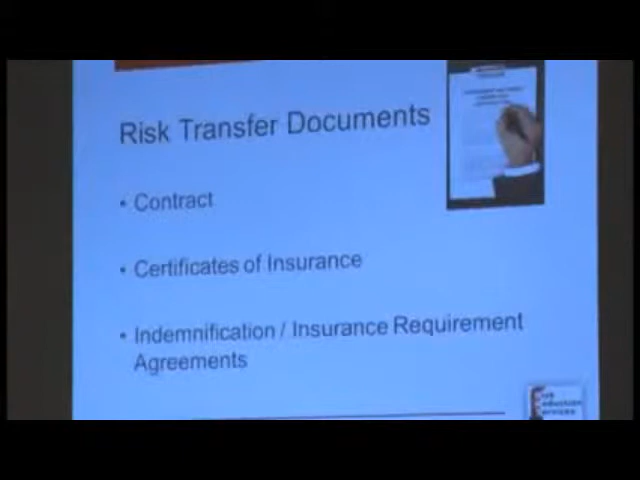 Risk Transfer Documents
• Contract
• Certificates of Insurance
• Indemnification / Insurance Requirement
Agreements